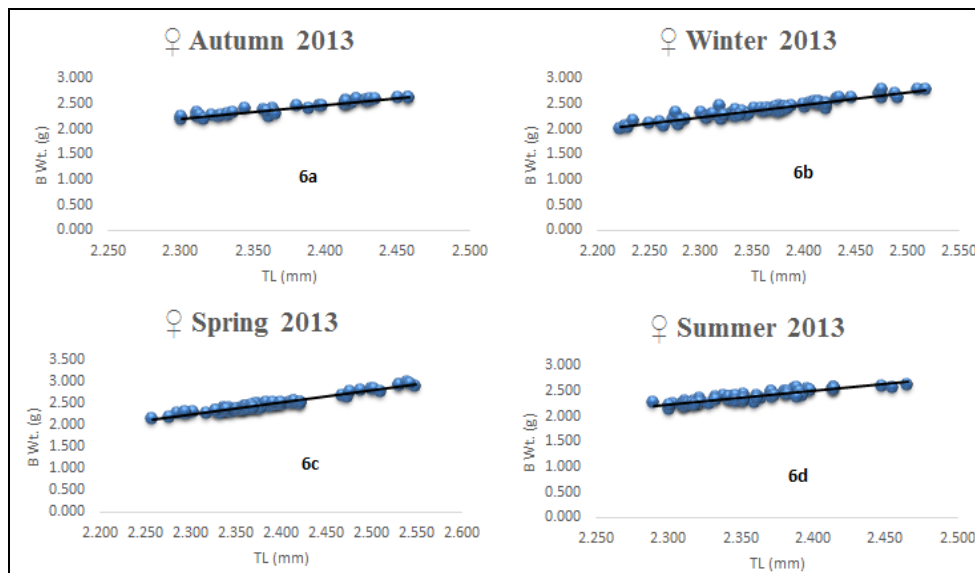 ♀ Autumn 2013
3.000
2.500
2.000
1.500
1.000
0.500
0.000
B Wt. (g)
6a
2.250 2.300 2.350 2.400 2.450 2.500
TL (mm)
♀ Winter 2013
3.000
2.500
2.000
1.500
1.000
0.500
0.000
B Wt. (g)
6b
2.200 2.250 2.300 2.350 2.400 2.450 2.500 2.550
TL (mm)
♀ Spring 2013
3.500
3.000
2.500
2.000
1.500
1.000
0.500
0.000
B Wt. (g)
6c
2.200 2.250 2.300 2.350 2.400 2.450 2.500 2.550 2.600
TL (mm)
♀ Summer 2013
3.000
2.500
2.000
1.500
1.000
0.500
0.000
B Wt. (g)
6d
2.250 2.300 2.350 2.400 2.450 2.500
TL (mm)